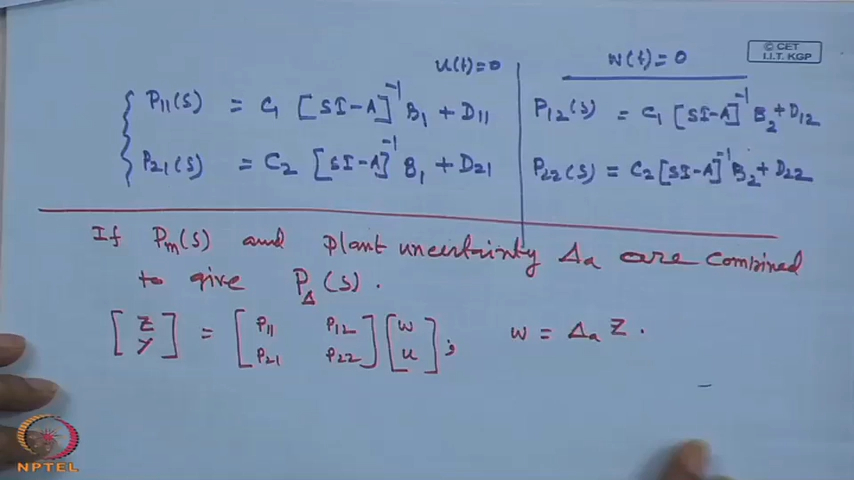 u(t)=0
W(t)=0
© CET
I.I.T. KGP
P11(s) = C1 [SI-A]^-1 B1 + D11
P12(s) = C1 [SI-A]^-1 B2 + D12
P21(s) = C2 [SI-A]^-1 B1 + D21
P22(s) = C2 [SI-A]^-1 B2 + D22
If Pm(s) and plant uncertainty Δa are combined
to give PΔ(s).
[Z Y] = [P11 P12 P21 P22] [w u]; w = Δa Z.
NPTEL